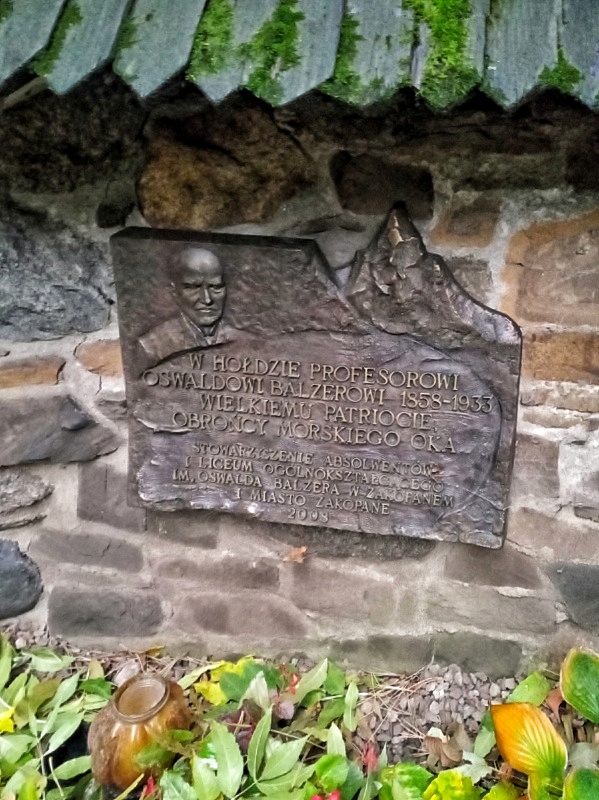 W HOŁDZIE PROFESOROWI
OSWALDOWI BALZEROWI 1858-1933
WIELKIEMU PATRIOCIE,
OBROŃCY MORSKIEGO OKA
STOWARZYSZENIE ABSOLWENTÓW
I LICEUM OGÓLNOKSZTAŁCĄCEGO
IM. OSWALDA BALZERA W ZAKOPANEM
I MIASTO ZAKOPANE
2008